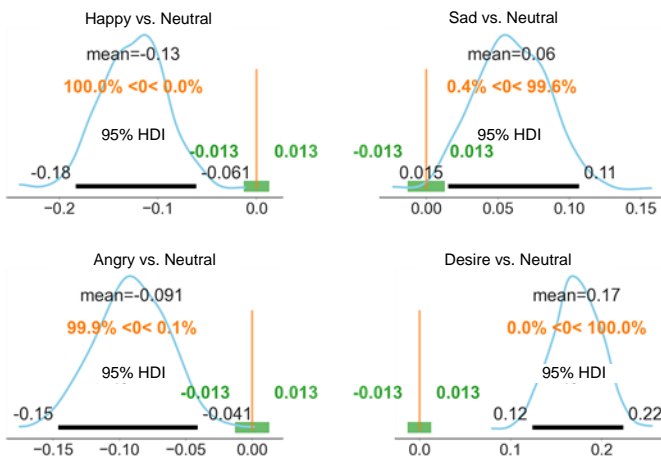 Happy vs. Neutral
mean=-0.13
100.0% <0< 0.0%
95% HDI
-0.013 0.013
-0.18 -0.061
−0.2 −0.1 0.0
Sad vs. Neutral
mean=0.06
0.4% <0< 99.6%
95% HDI
-0.013 0.013
0.015 0.11
0.00 0.05 0.10 0.15
Angry vs. Neutral
mean=-0.091
99.9% <0< 0.1%
95% HDI
-0.013 0.013
-0.15 -0.041
−0.15 −0.10 −0.05 0.00
Desire vs. Neutral
mean=0.17
0.0% <0< 100.0%
95% HDI
-0.013 0.013
0.12 0.22
0.0 0.1 0.2